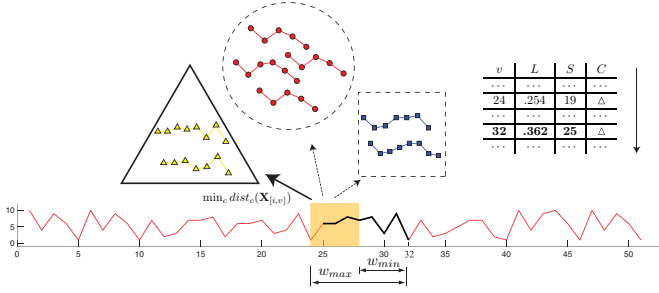 v L S C
... ... ... ...
24 .254 19 △
... ... ... ...
32 .362 25 △
... ... ... ...
min_c dist_c(X_[i,v])
10
5
0
0 5 10 15 20 25 30 32 35 40 45 50
w_min
w_max